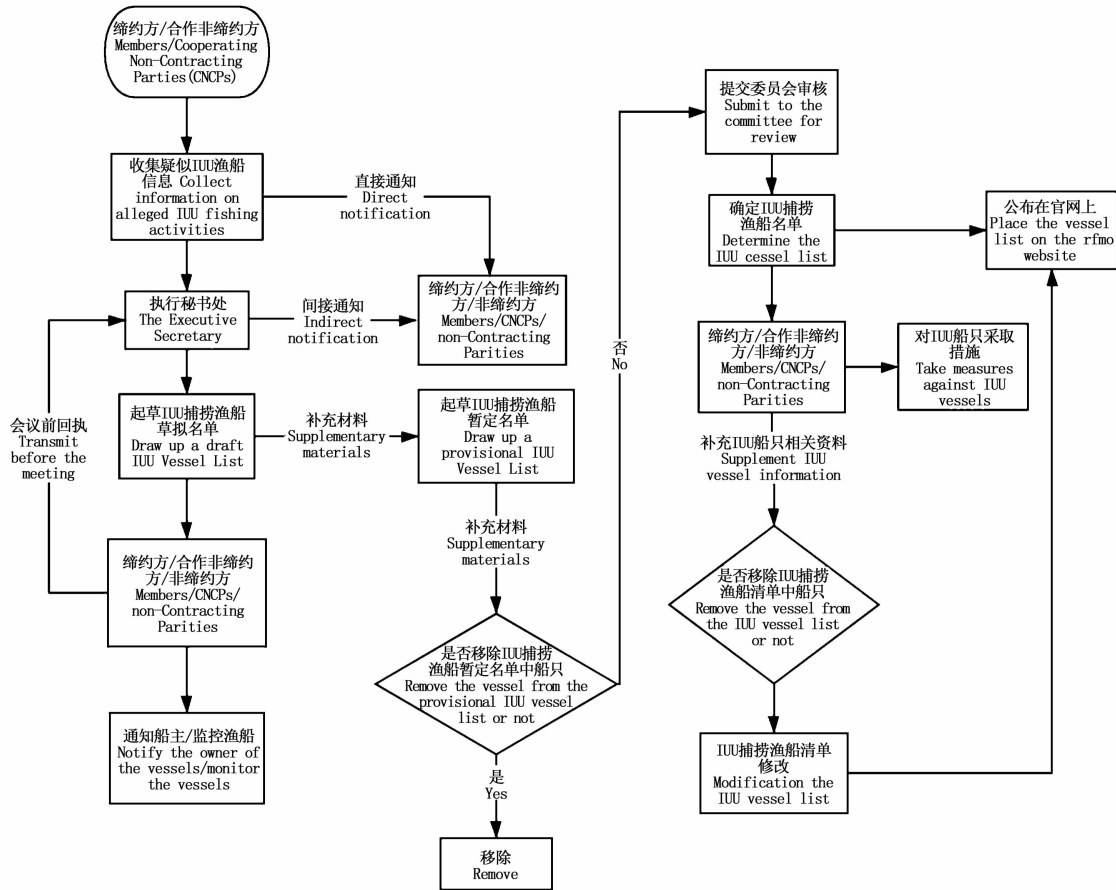 缔约方/合作非缔约方
Members/Cooperating
Non-Contracting
Parties(CNCPs)
收集疑似IUU渔船
信息 Collect
information on
alleged IUU fishing
activities
直接通知
Direct
notification
执行秘书处
The Executive
Secretary
间接通知
Indirect
notification
缔约方/合作非缔约
方/非缔约方
Members/CNCPs/
non-Contracting
Parities
会议前回执
Transmit
before the
meeting
起草IUU捕捞渔船
草拟名单
Draw up a draft
IUU Vessel List
补充材料
Supplementary
materials
起草IUU捕捞渔船
暂定名单
Draw up a
provisional IUU
Vessel List
缔约方/合作非缔约
方/非缔约方
Members/CNCPs/
non-Contracting
Parities
通知船主/监控渔船
Notify the owner of
the vessels/monitor
the vessels
补充材料
Supplementary
materials
是否移除IUU捕捞
渔船暂定名单中船只
Remove the vessel from the
provisional IUU vessel
list or not
是
Yes
移除
Remove
否
No
提交委员会审核
Submit to the
committee for
review
确定IUU捕捞
渔船名单
Determine the
IUU cessel list
公布在官网上
Place the vessel
list on the rfmo
website
缔约方/合作非缔约
方/非缔约方
Members/CNCPs/
non-Contracting
Parities
对IUU船只采取
措施
Take measures
against IUU
vessels
补充IUU船只相关资料
Supplement IUU
vessel information
是否移除IUU捕捞
渔船清单中船只
Remove the vessel from
the IUU vessel list
or not
IUU捕捞渔船清单
修改
Modification the
IUU vessel list